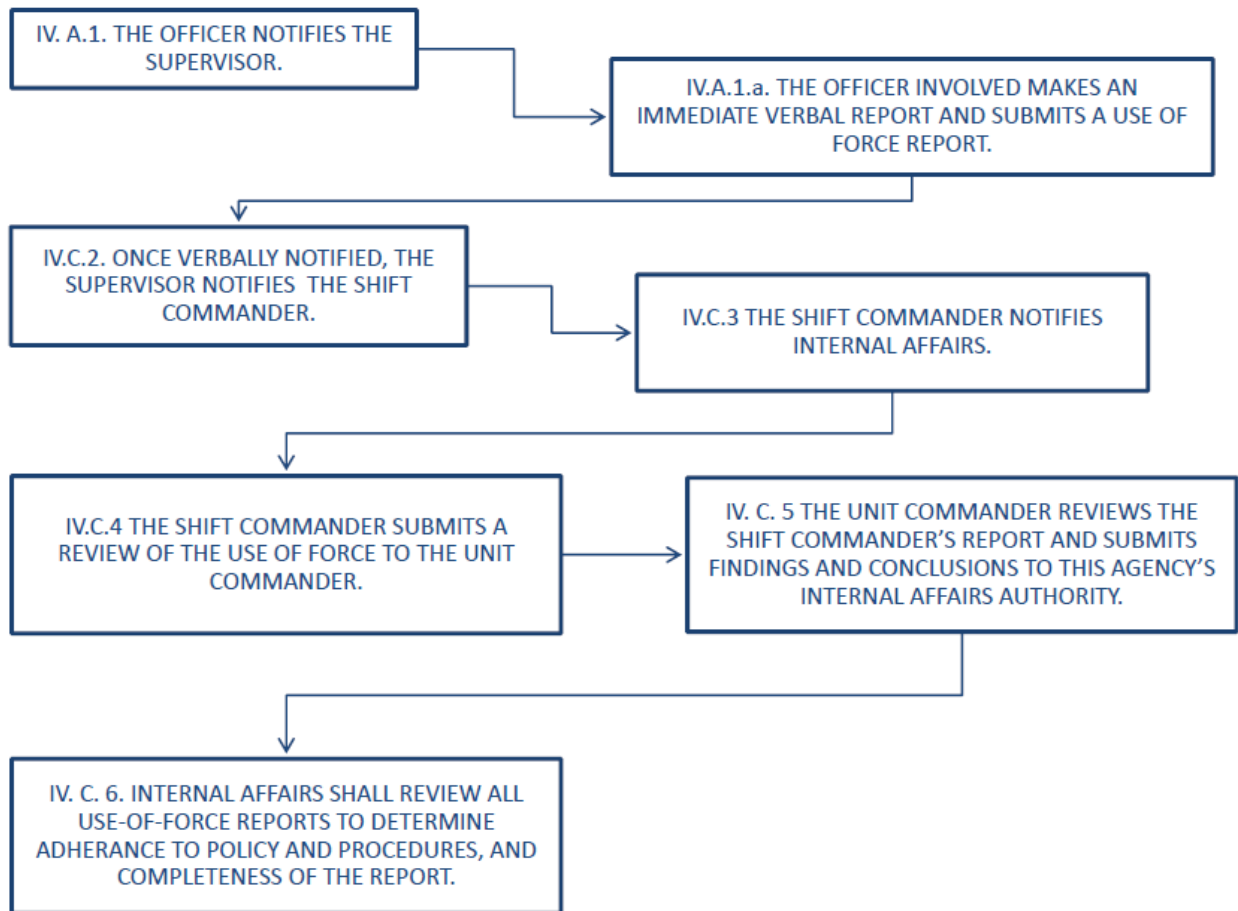 IV. A.1. THE OFFICER NOTIFIES THE
SUPERVISOR.
IV.A.1.a. THE OFFICER INVOLVED MAKES AN
IMMEDIATE VERBAL REPORT AND SUBMITS A USE OF
FORCE REPORT.
IV.C.2. ONCE VERBALLY NOTIFIED, THE
SUPERVISOR NOTIFIES THE SHIFT
COMMANDER.
IV.C.3 THE SHIFT COMMANDER NOTIFIES
INTERNAL AFFAIRS.
IV.C.4 THE SHIFT COMMANDER SUBMITS A
REVIEW OF THE USE OF FORCE TO THE UNIT
COMMANDER.
IV. C. 5 THE UNIT COMMANDER REVIEWS THE
SHIFT COMMANDER’S REPORT AND SUBMITS
FINDINGS AND CONCLUSIONS TO THIS AGENCY’S
INTERNAL AFFAIRS AUTHORITY.
IV. C. 6. INTERNAL AFFAIRS SHALL REVIEW ALL
USE-OF-FORCE REPORTS TO DETERMINE
ADHERANCE TO POLICY AND PROCEDURES, AND
COMPLETENESS OF THE REPORT.